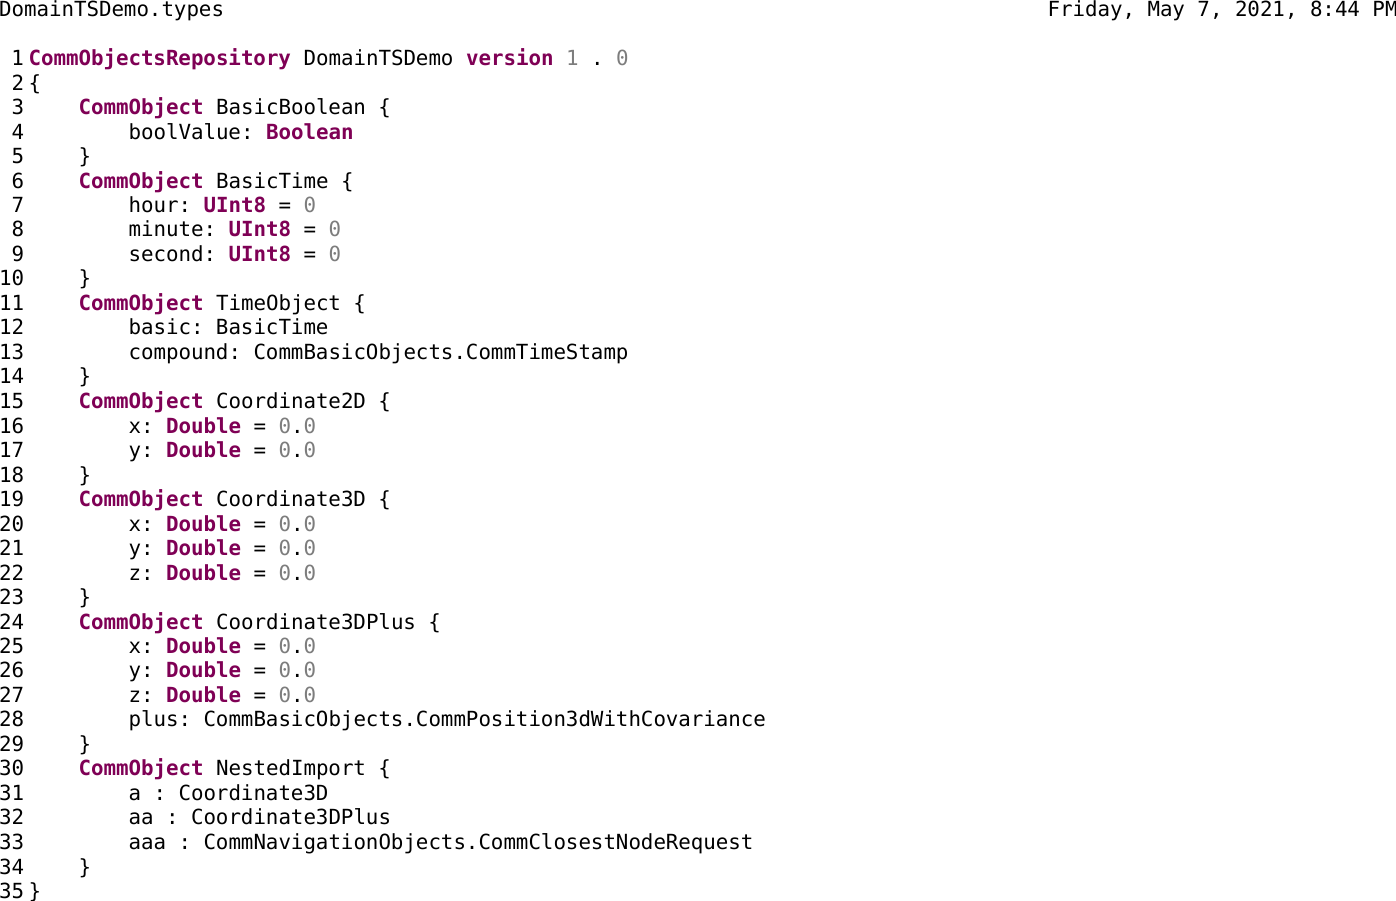 DomainTSDemo.types Friday, May 7, 2021, 8:44 PM
1 CommObjectsRepository DomainTSDemo version 1 . 0
2 {
3     CommObject BasicBoolean {
4         boolValue: Boolean
5     }
6     CommObject BasicTime {
7         hour: UInt8 = 0
8         minute: UInt8 = 0
9         second: UInt8 = 0
10     }
11     CommObject TimeObject {
12         basic: BasicTime
13         compound: CommBasicObjects.CommTimeStamp
14     }
15     CommObject Coordinate2D {
16         x: Double = 0.0
17         y: Double = 0.0
18     }
19     CommObject Coordinate3D {
20         x: Double = 0.0
21         y: Double = 0.0
22         z: Double = 0.0
23     }
24     CommObject Coordinate3DPlus {
25         x: Double = 0.0
26         y: Double = 0.0
27         z: Double = 0.0
28         plus: CommBasicObjects.CommPosition3dWithCovariance
29     }
30     CommObject NestedImport {
31         a : Coordinate3D
32         aa : Coordinate3DPlus
33         aaa : CommNavigationObjects.CommClosestNodeRequest
34     }
35 }